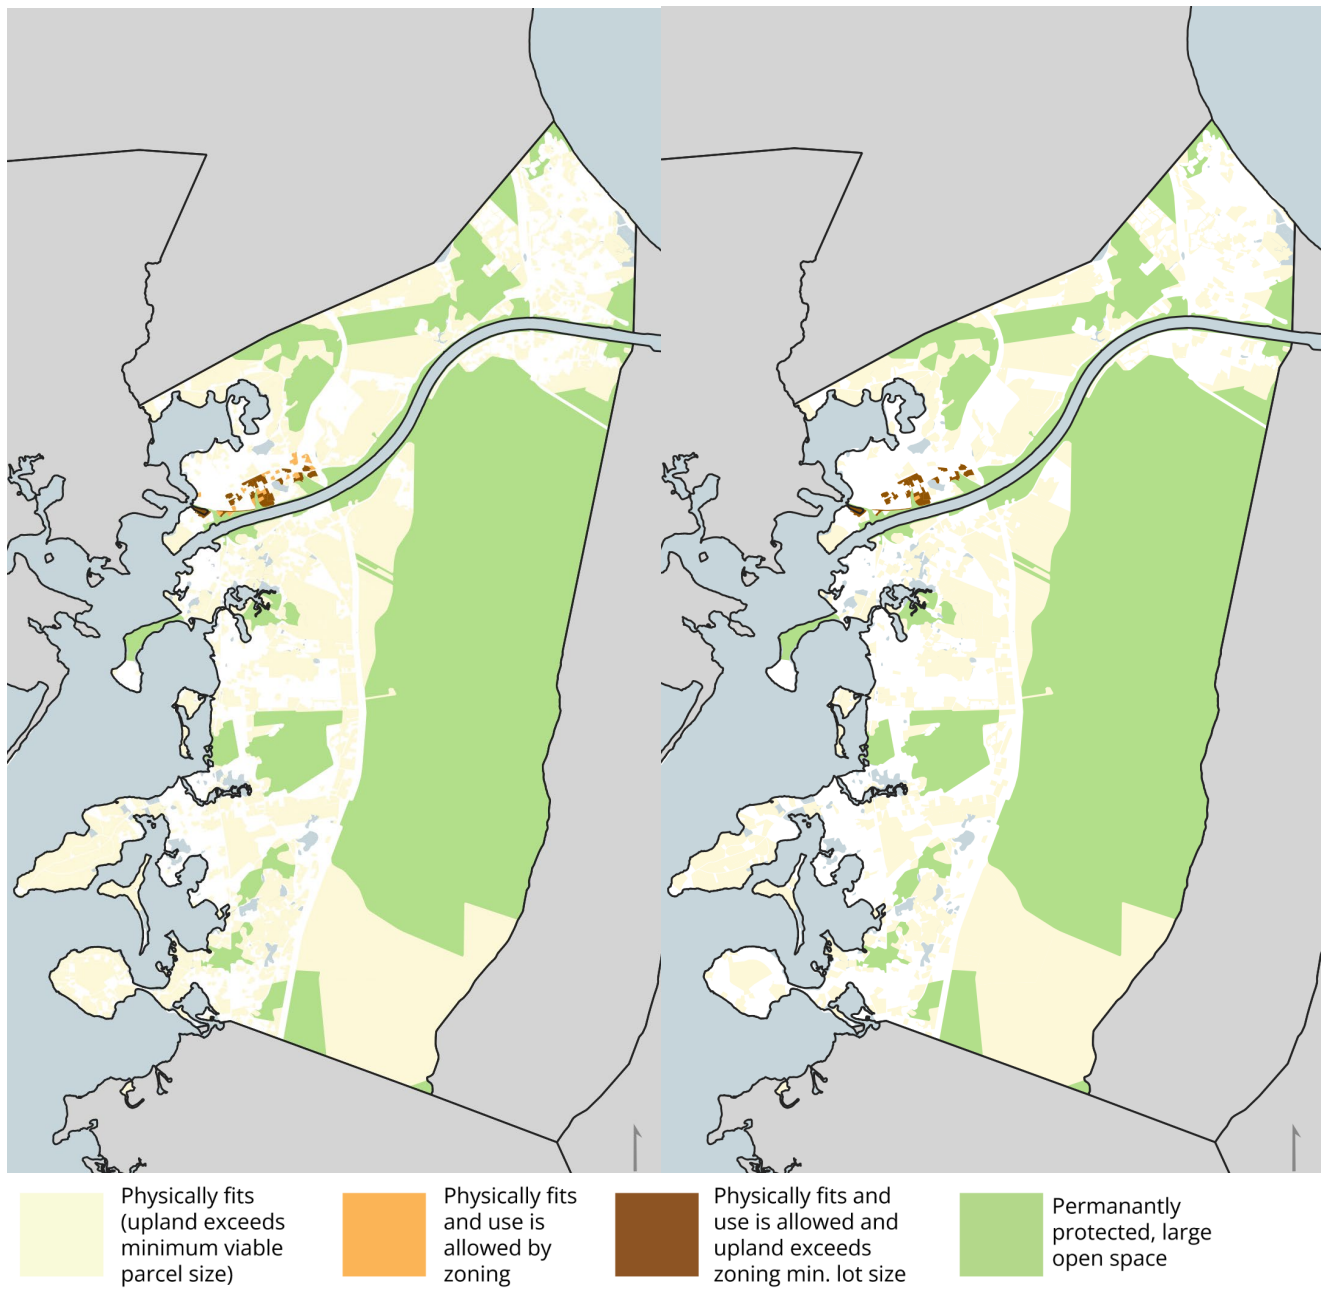 Physically fits
(upland exceeds
minimum viable
parcel size)
Physically fits
and use is
allowed by
zoning
Physically fits and
use is allowed and
upland exceeds
zoning min. lot size
Permanantly
protected, large
open space